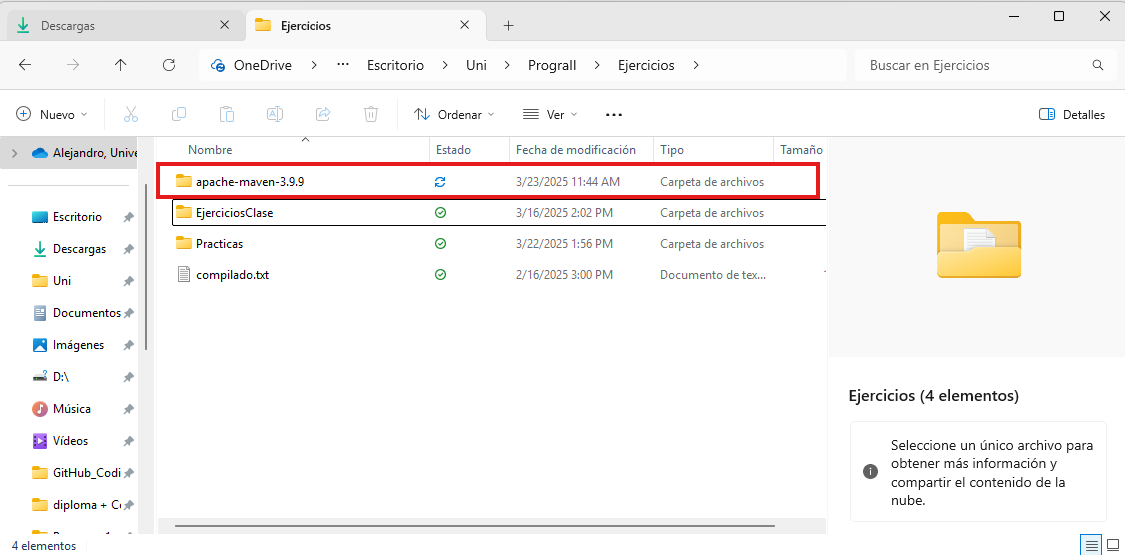 Descargas
Ejercicios
OneDrive
Escritorio
Uni
PrograII
Ejercicios
Buscar en Ejercicios
Nuevo
Ordenar
Ver
Detalles
Alejandro, Unive
Nombre
Estado
Fecha de modificación
Tipo
Tamaño
apache-maven-3.9.9
3/23/2025 11:44 AM
Carpeta de archivos
EjerciciosClase
3/16/2025 2:02 PM
Carpeta de archivos
Practicas
3/22/2025 1:56 PM
Carpeta de archivos
compilado.txt
2/16/2025 3:00 PM
Documento de tex...
Escritorio
Descargas
Uni
Documentos
Imágenes
D:\
Música
Vídeos
GitHub_Codi
diploma + Co
Ejercicios (4 elementos)
Seleccione un único archivo para
obtener más información y
compartir el contenido de la
nube.
4 elementos